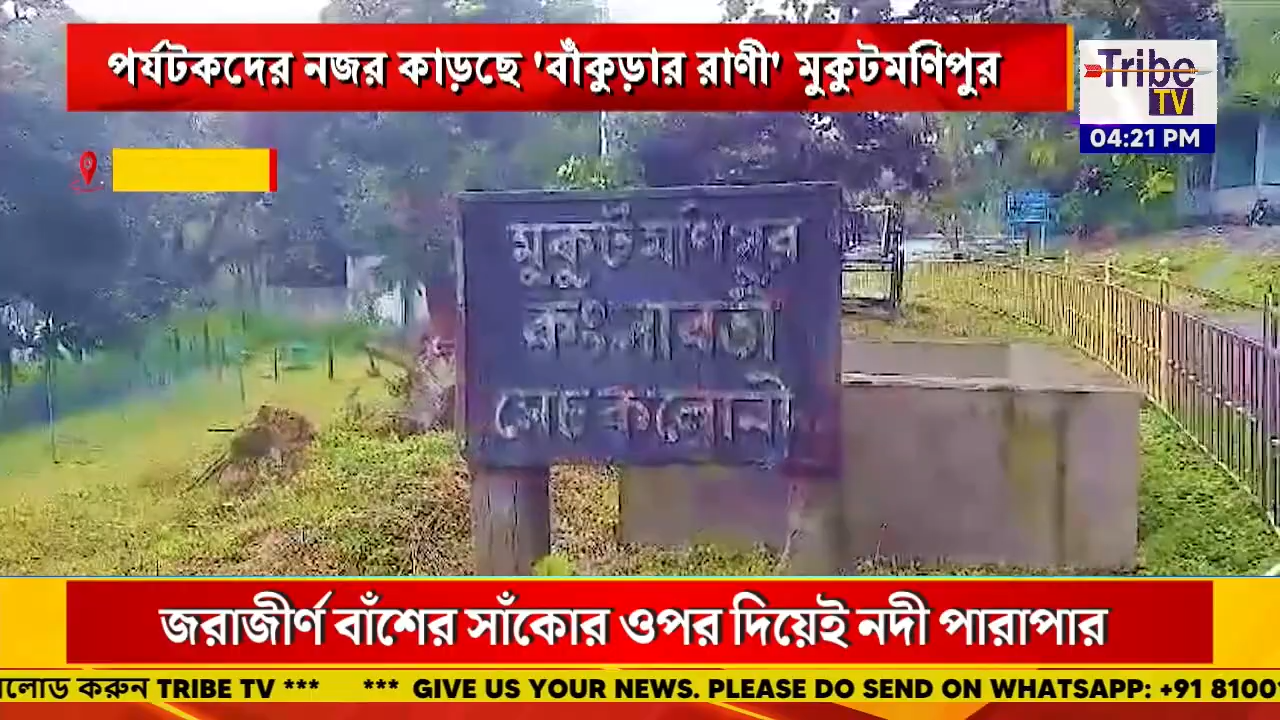 পর্যটকদের নজর কাড়ছে 'বাঁকুড়ার রাণী' মুকুটমণিপুর
Tribe
TV
04:21 PM
মুকুটমণিপুর
কংসাবতী
সেচ কলোনী
জরাজীর্ণ বাঁশের সাঁকোর ওপর দিয়েই নদী পারাপার
লোড করুন TRIBE TV *** *** GIVE US YOUR NEWS. PLEASE DO SEND ON WHATSAPP: +91 8100